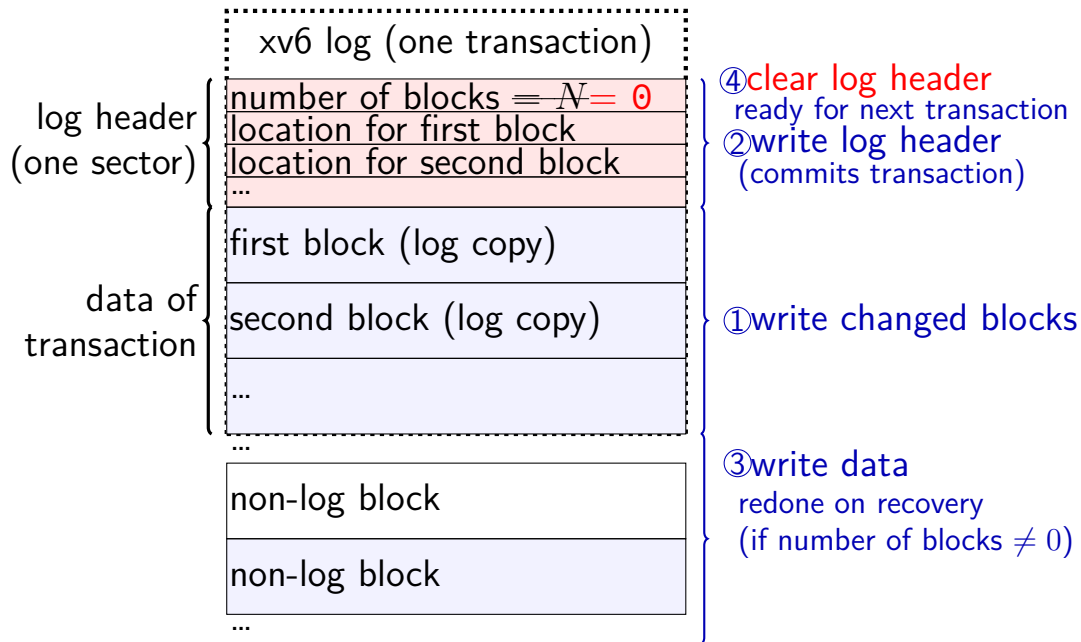 xv6 log (one transaction)
log header
(one sector)
number of blocks = N = 0
location for first block
location for second block
...
④clear log header
ready for next transaction
②write log header
(commits transaction)
data of
transaction
first block (log copy)
second block (log copy)
...
①write changed blocks
...
non-log block
non-log block
...
③write data
redone on recovery
(if number of blocks ≠ 0)